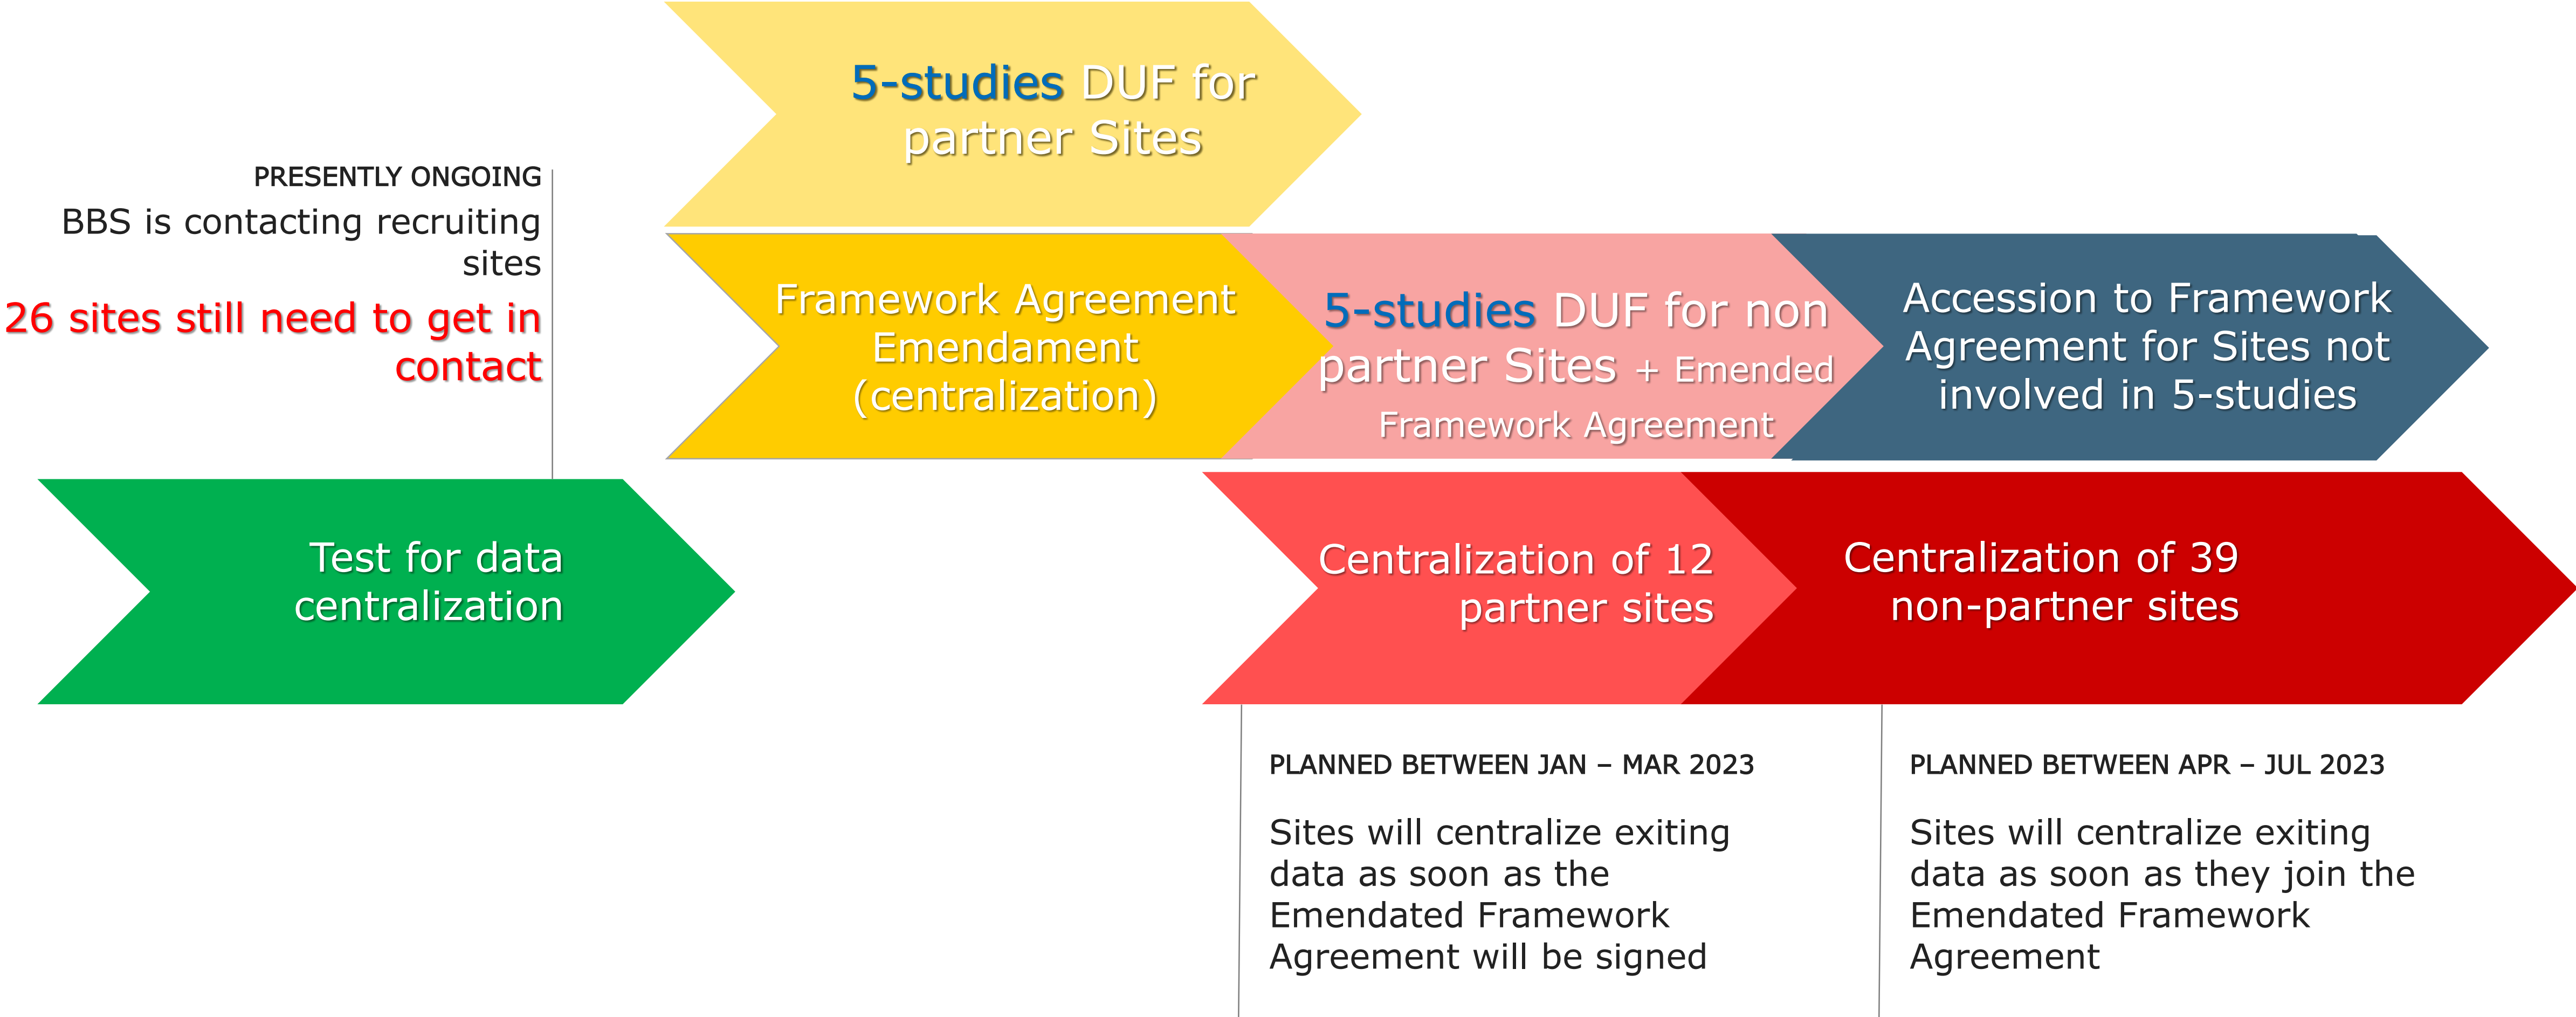 5-studies DUF for
partner Sites
PRESENTLY ONGOING
BBS is contacting recruiting
sites
26 sites still need to get in
contact
Framework Agreement
Emendament
(centralization)
5-studies DUF for non
partner Sites + Emended
Framework Agreement
Accession to Framework
Agreement for Sites not
involved in 5-studies
Test for data
centralization
Centralization of 12
partner sites
Centralization of 39
non-partner sites
PLANNED BETWEEN JAN – MAR 2023
Sites will centralize exiting
data as soon as the
Emendated Framework
Agreement will be signed
PLANNED BETWEEN APR – JUL 2023
Sites will centralize exiting
data as soon as they join the
Emendated Framework
Agreement